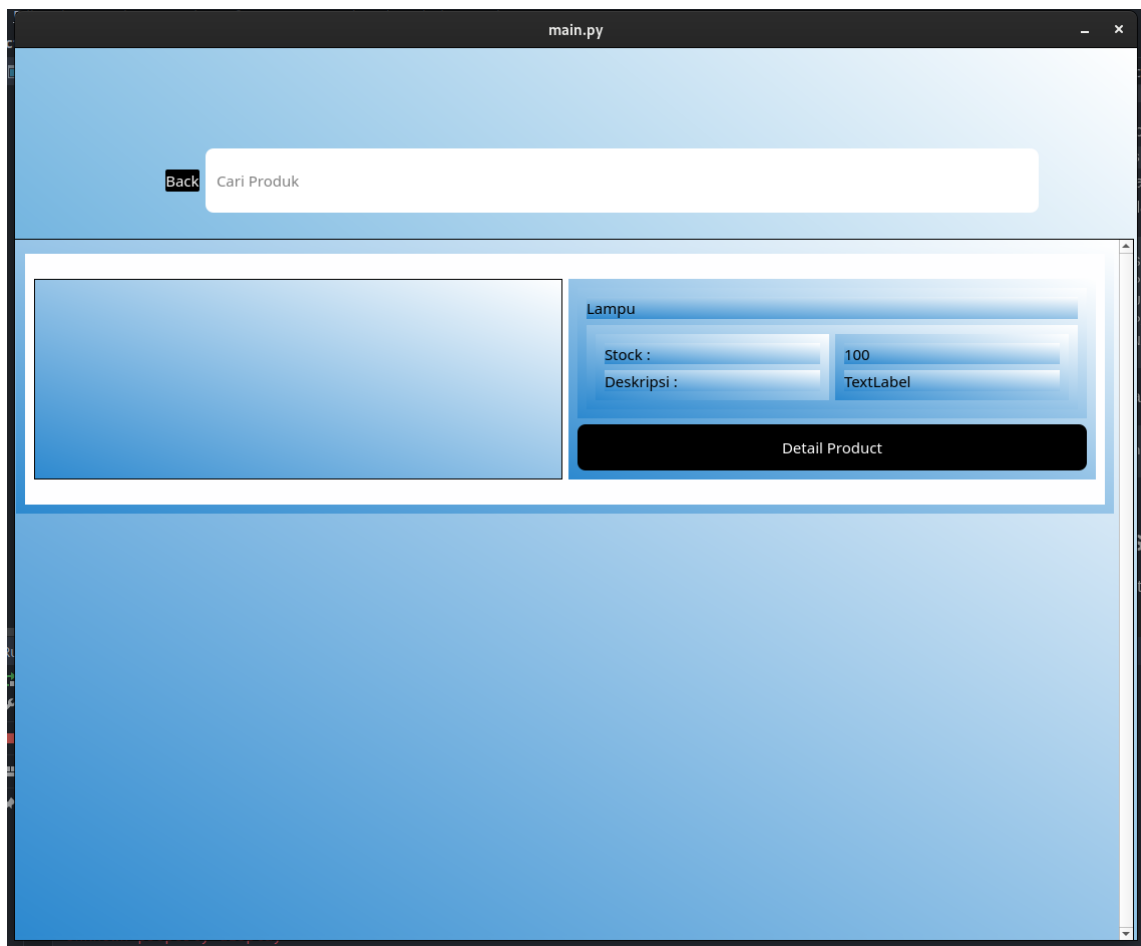 main.py
Back
Cari Produk
Lampu
Stock :
100
Deskripsi :
TextLabel
Detail Product